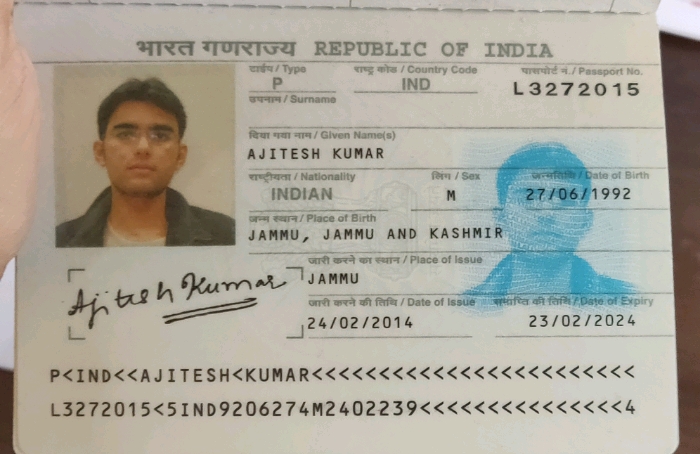 भारत गणराज्य REPUBLIC OF INDIA
टाईप / Type राष्ट्र कोड / Country Code पासपोर्ट नं. / Passport No.
P IND L3272015
उपनाम / Surname
दिया गया नाम / Given Name(s)
AJITESH KUMAR
राष्ट्रीयता / Nationality लिंग / Sex जन्मतिथि / Date of Birth
INDIAN M 27/06/1992
जन्म स्थान / Place of Birth
JAMMU, JAMMU AND KASHMIR
जारी करने का स्थान / Place of Issue
JAMMU
Ajitesh Kumar
जारी करने की तिथि / Date of Issue समाप्ति की तिथि / Date of Expiry
24/02/2014 23/02/2024
P<IND<<AJITESH<KUMAR<<<<<<<<<<<<<<<<<<<<<<<<
L3272015<5IND9206274M2402239<<<<<<<<<<<<<<<4